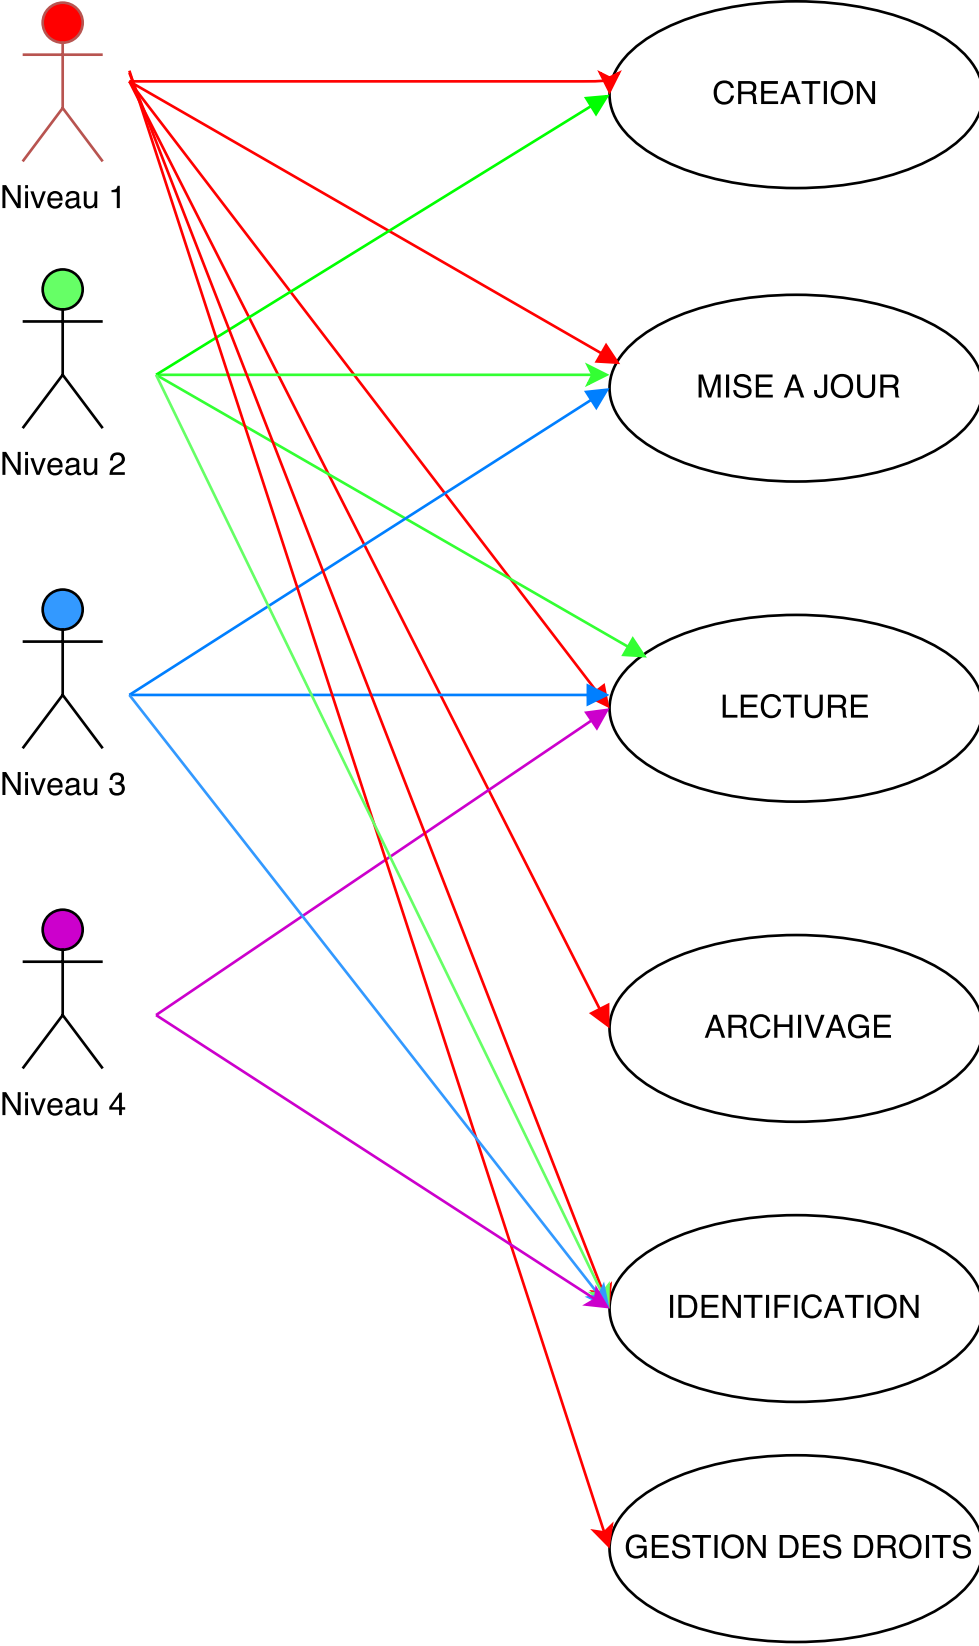 Niveau 1
CREATION
Niveau 2
MISE A JOUR
Niveau 3
LECTURE
Niveau 4
ARCHIVAGE
IDENTIFICATION
GESTION DES DROITS